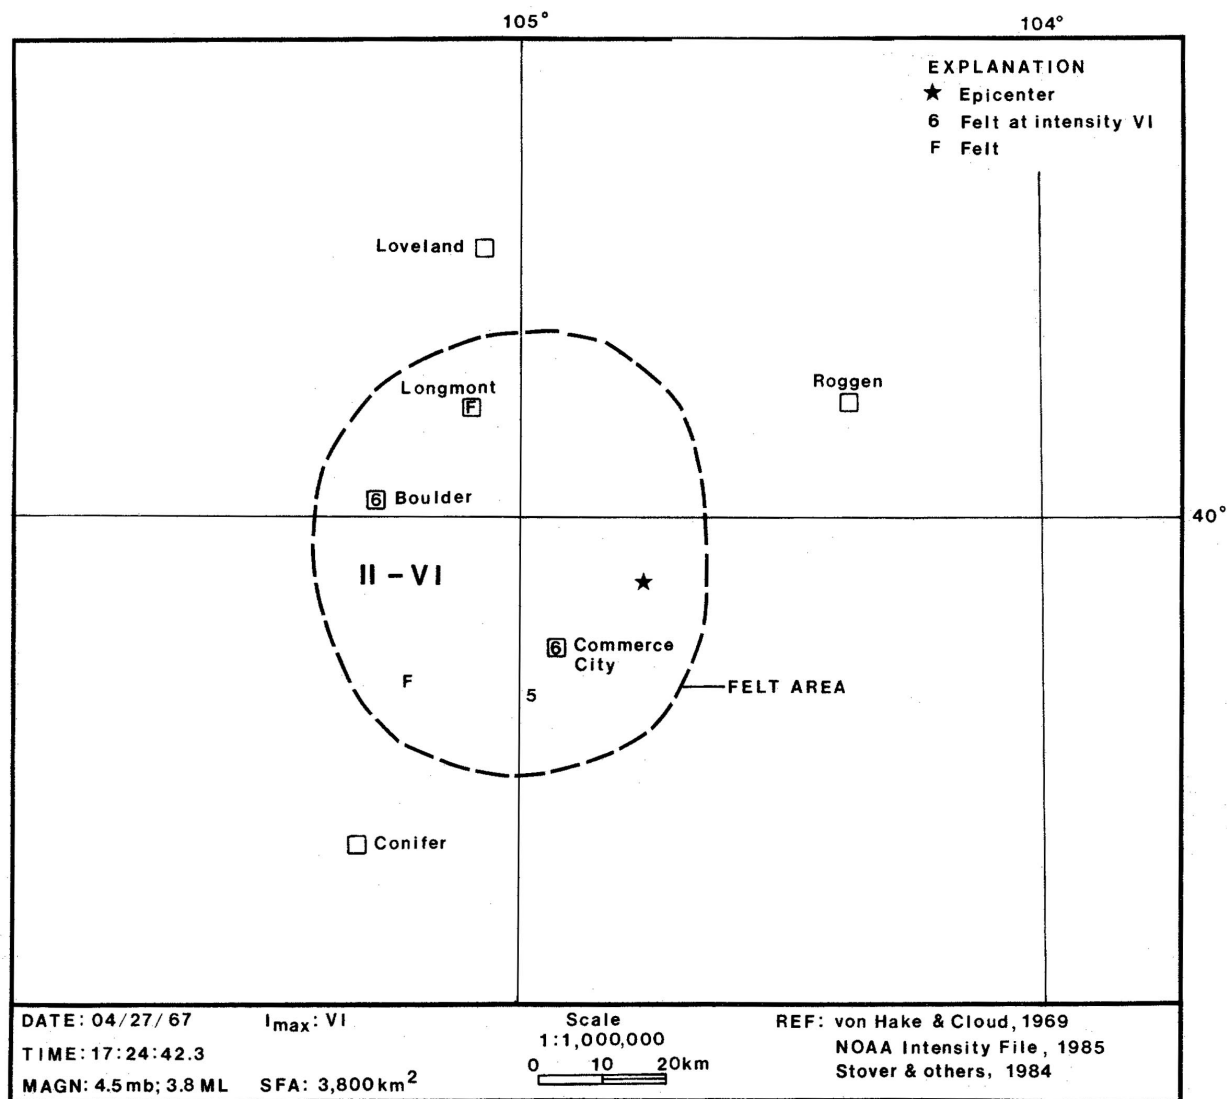 105°
104°
EXPLANATION
★ Epicenter
6 Felt at intensity VI
F Felt
Loveland
Longmont
F
Roggen
6 Boulder
40°
II – VI
6 Commerce
City
F
5
FELT AREA
Conifer
DATE: 04/27/67
Imax: VI
Scale
1:1,000,000
0 10 20km
REF: von Hake & Cloud, 1969
NOAA Intensity File, 1985
Stover & others, 1984
TIME: 17:24:42.3
MAGN: 4.5 mb; 3.8 ML
SFA: 3,800 km²